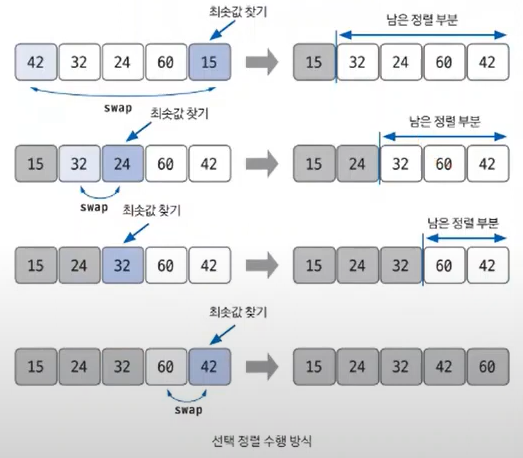 최솟값 찾기
남은 정렬 부분
42 32 24 60 15
15 32 24 60 42
swap
최솟값 찾기
남은 정렬 부분
15 32 24 60 42
15 24 32 60 42
swap
최솟값 찾기
남은 정렬 부분
15 24 32 60 42
15 24 32 60 42
최솟값 찾기
15 24 32 60 42
15 24 32 42 60
swap
선택 정렬 수행 방식